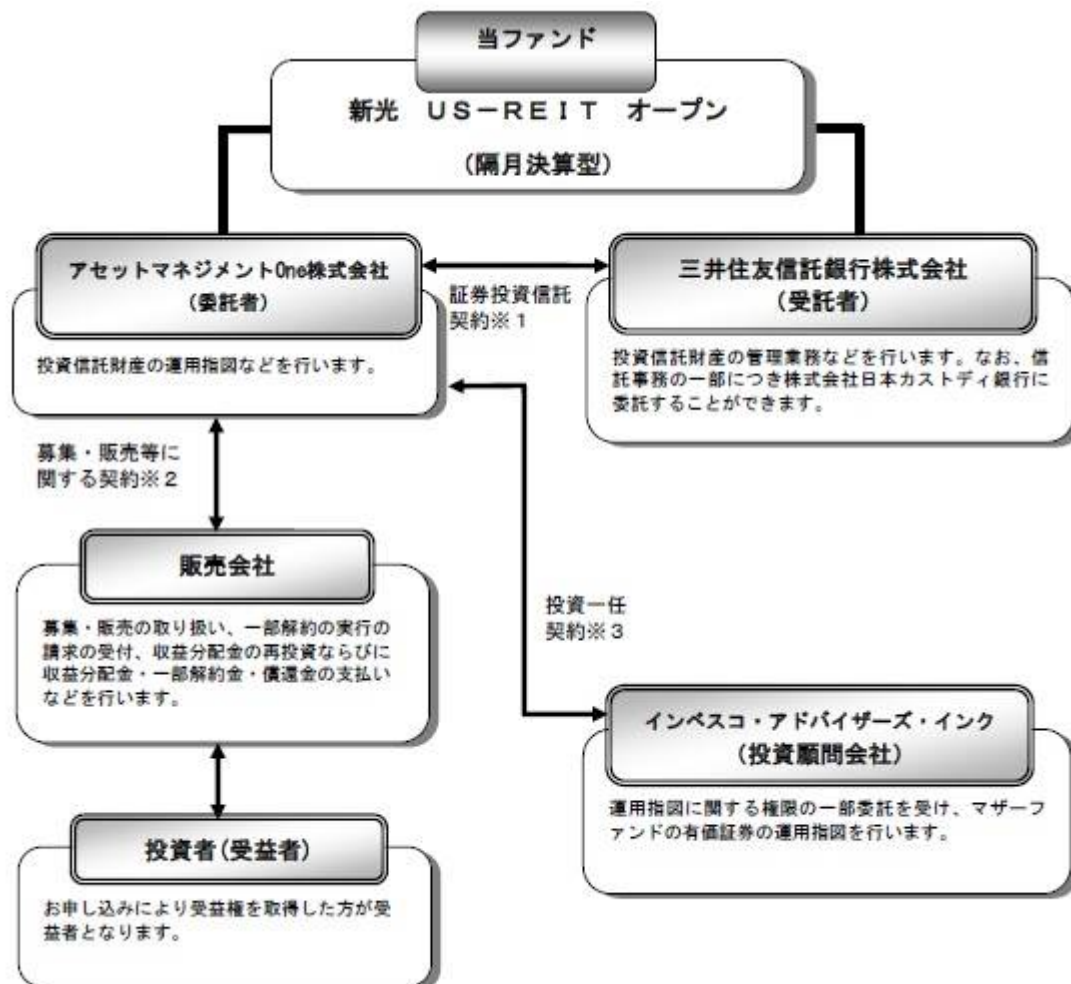 当ファンド
新光 ＵＳ－ＲＥＩＴ オープン
（隔月決算型）
アセットマネジメントOne株式会社
（委託者）
投資信託財産の運用指図などを行います。
証券投資信託
契約※１
三井住友信託銀行株式会社
（受託者）
投資信託財産の管理業務などを行います。なお、信
託事務の一部につき株式会社日本カストディ銀行に
委託することができます。
募集・販売等に
関する契約※２
販売会社
募集・販売の取り扱い、一部解約の実行の
請求の受付、収益分配金の再投資ならびに
収益分配金・一部解約金・償還金の支払い
などを行います。
投資一任
契約※３
インベスコ・アドバイザーズ・インク
（投資顧問会社）
運用指図に関する権限の一部委託を受け、マザーフ
ァンドの有価証券の運用指図を行います。
投資者(受益者)
お申し込みにより受益権を取得した方が受
益者となります。